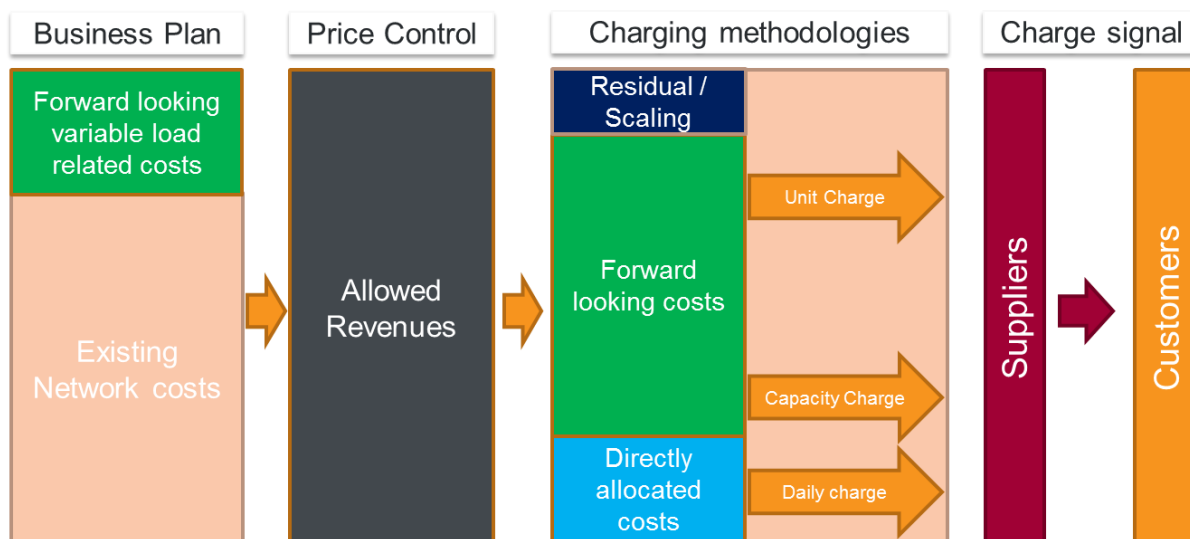 Business Plan
Price Control
Charging methodologies
Charge signal
Forward looking
variable load
related costs
Existing
Network costs
Allowed
Revenues
Residual /
Scaling
Forward
looking costs
Directly
allocated
costs
Unit Charge
Capacity Charge
Daily charge
Suppliers
Customers